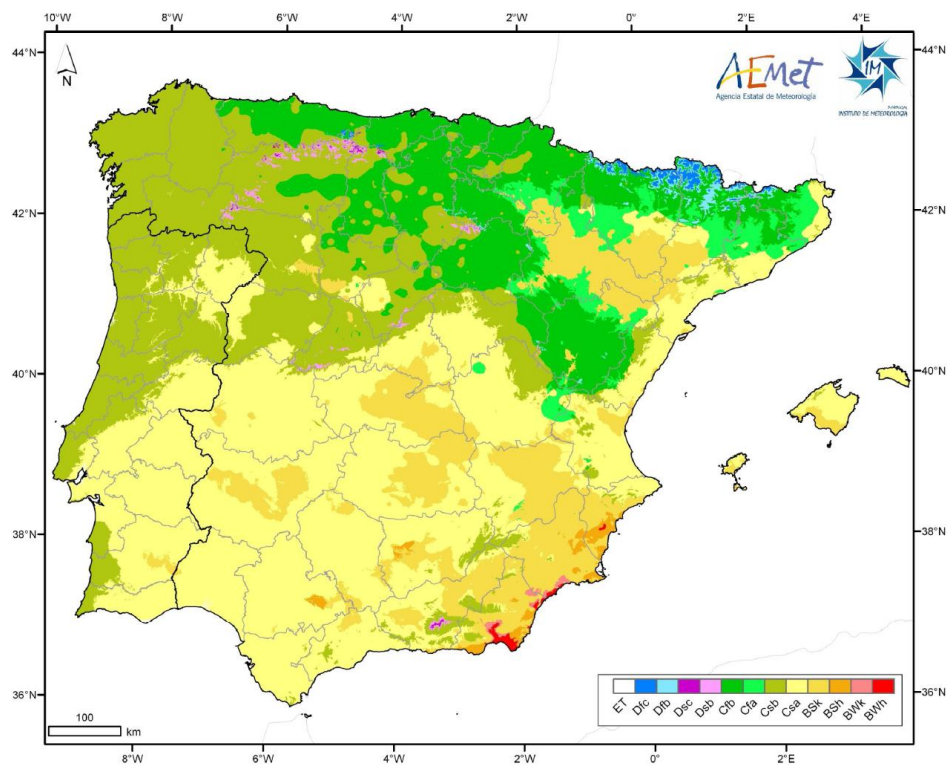 10°W 8°W 6°W 4°W 2°W 0° 2°E 4°E
44°N 44°N
N
AEMet
Agencia Estatal de Meteorología
IM
INSTITUTO DE METEOROLOGIA
42°N 42°N
40°N 40°N
38°N 38°N
36°N 36°N
ET Dfc Dfb Dsc Dsb Cfb Cfa Csb Csa BSk BSh BWk BWh
100
km
8°W 6°W 4°W 2°W 0° 2°E